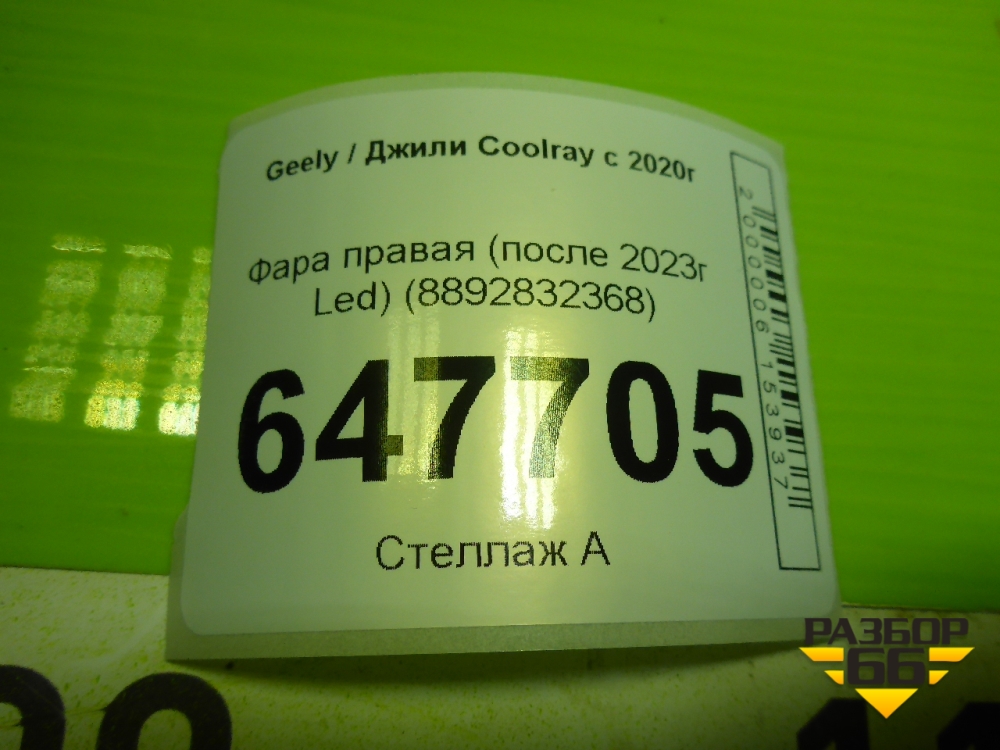 Geely / Джили Coolray с 2020г
Фара правая (после 2023г
Led) (8892832368)
647705
Стеллаж А
2000006153937
РАЗБОР
66